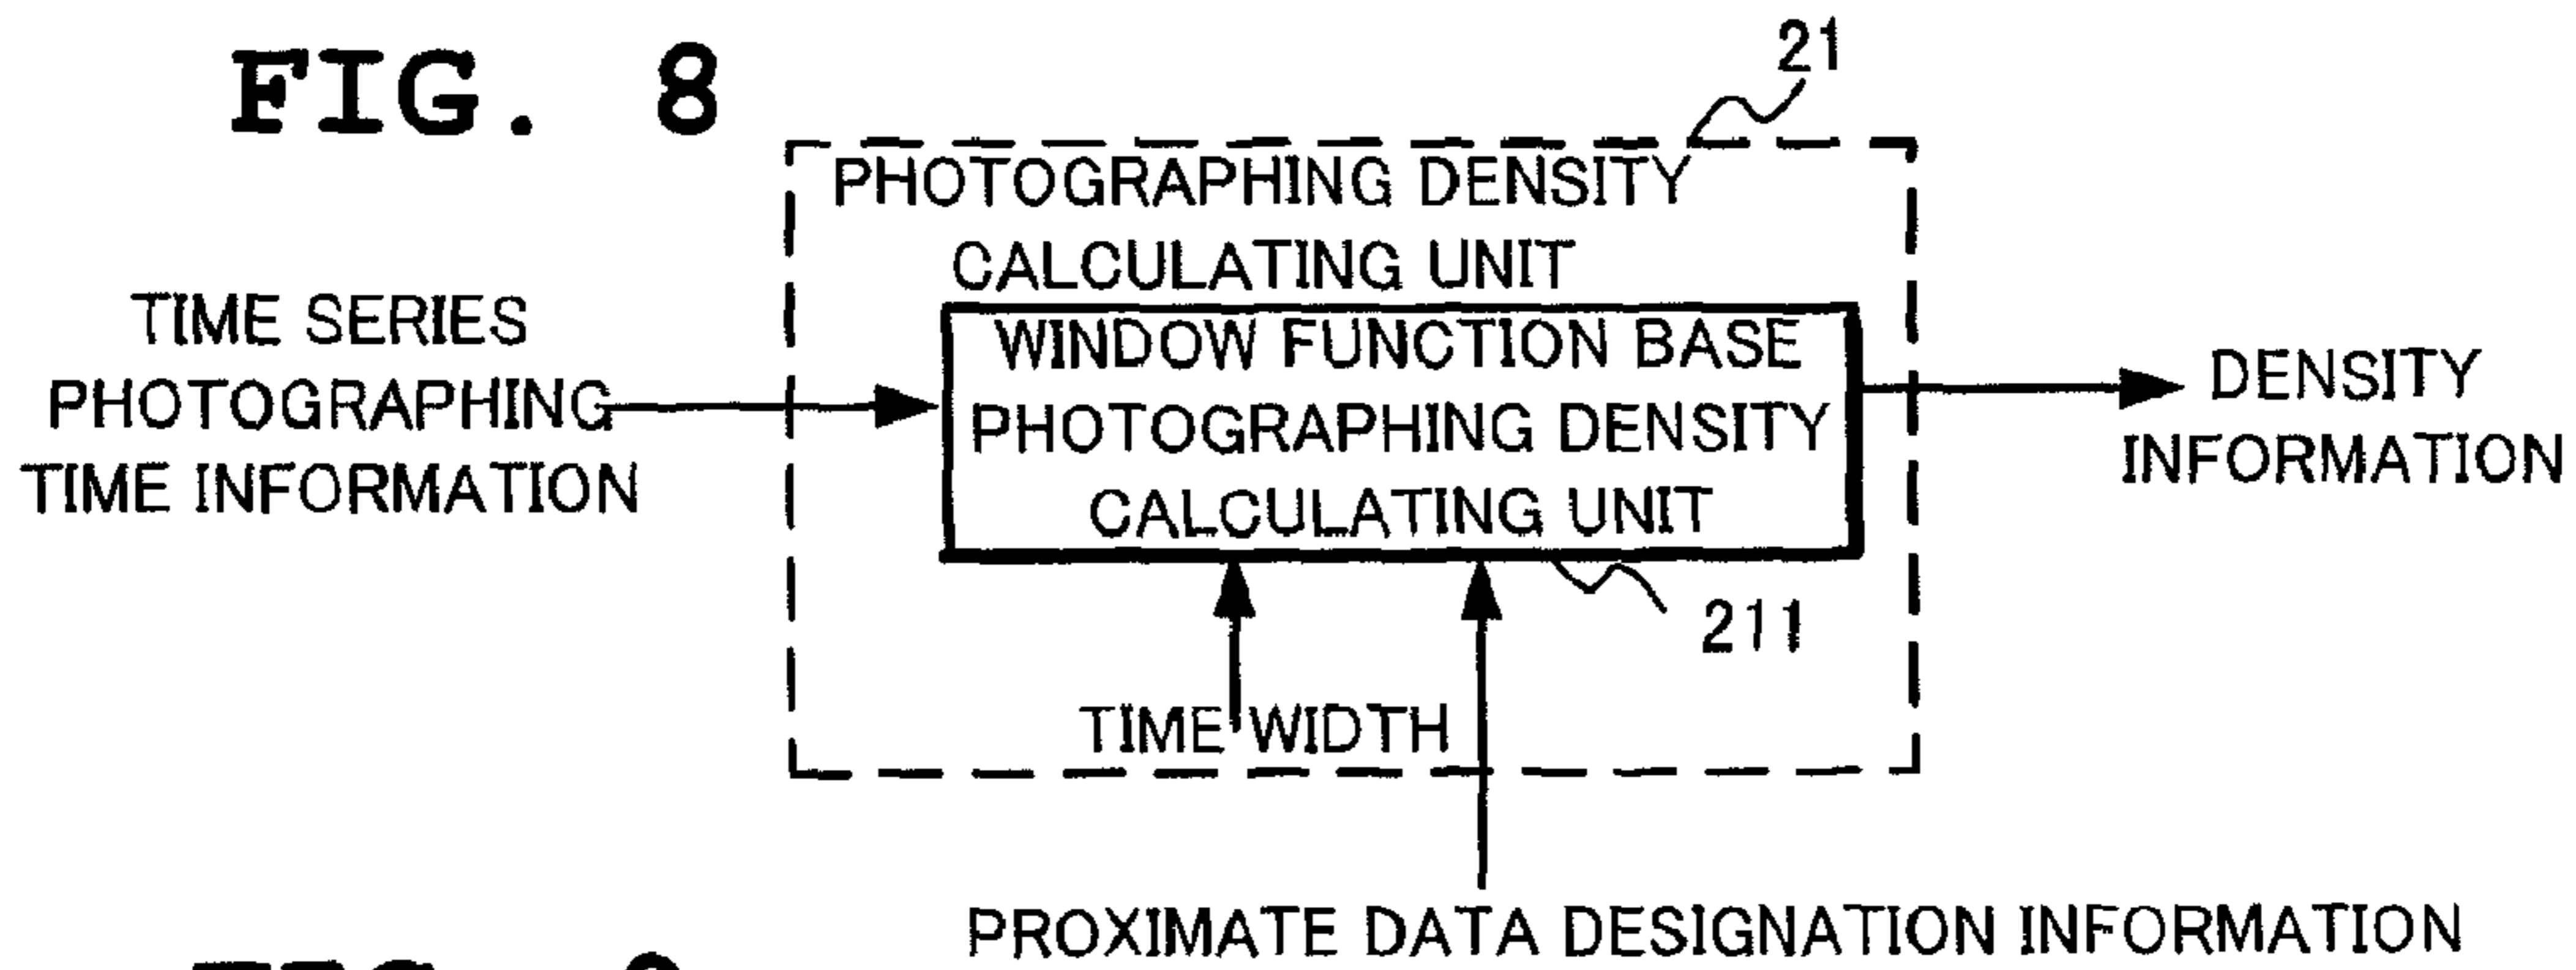 FIG. 8
21
PHOTOGRAPHING DENSITY
CALCULATING UNIT
TIME SERIES
PHOTOGRAPHING
TIME INFORMATION
WINDOW FUNCTION BASE
PHOTOGRAPHING DENSITY
CALCULATING UNIT
DENSITY
INFORMATION
211
TIME WIDTH
PROXIMATE DATA DESIGNATION INFORMATION